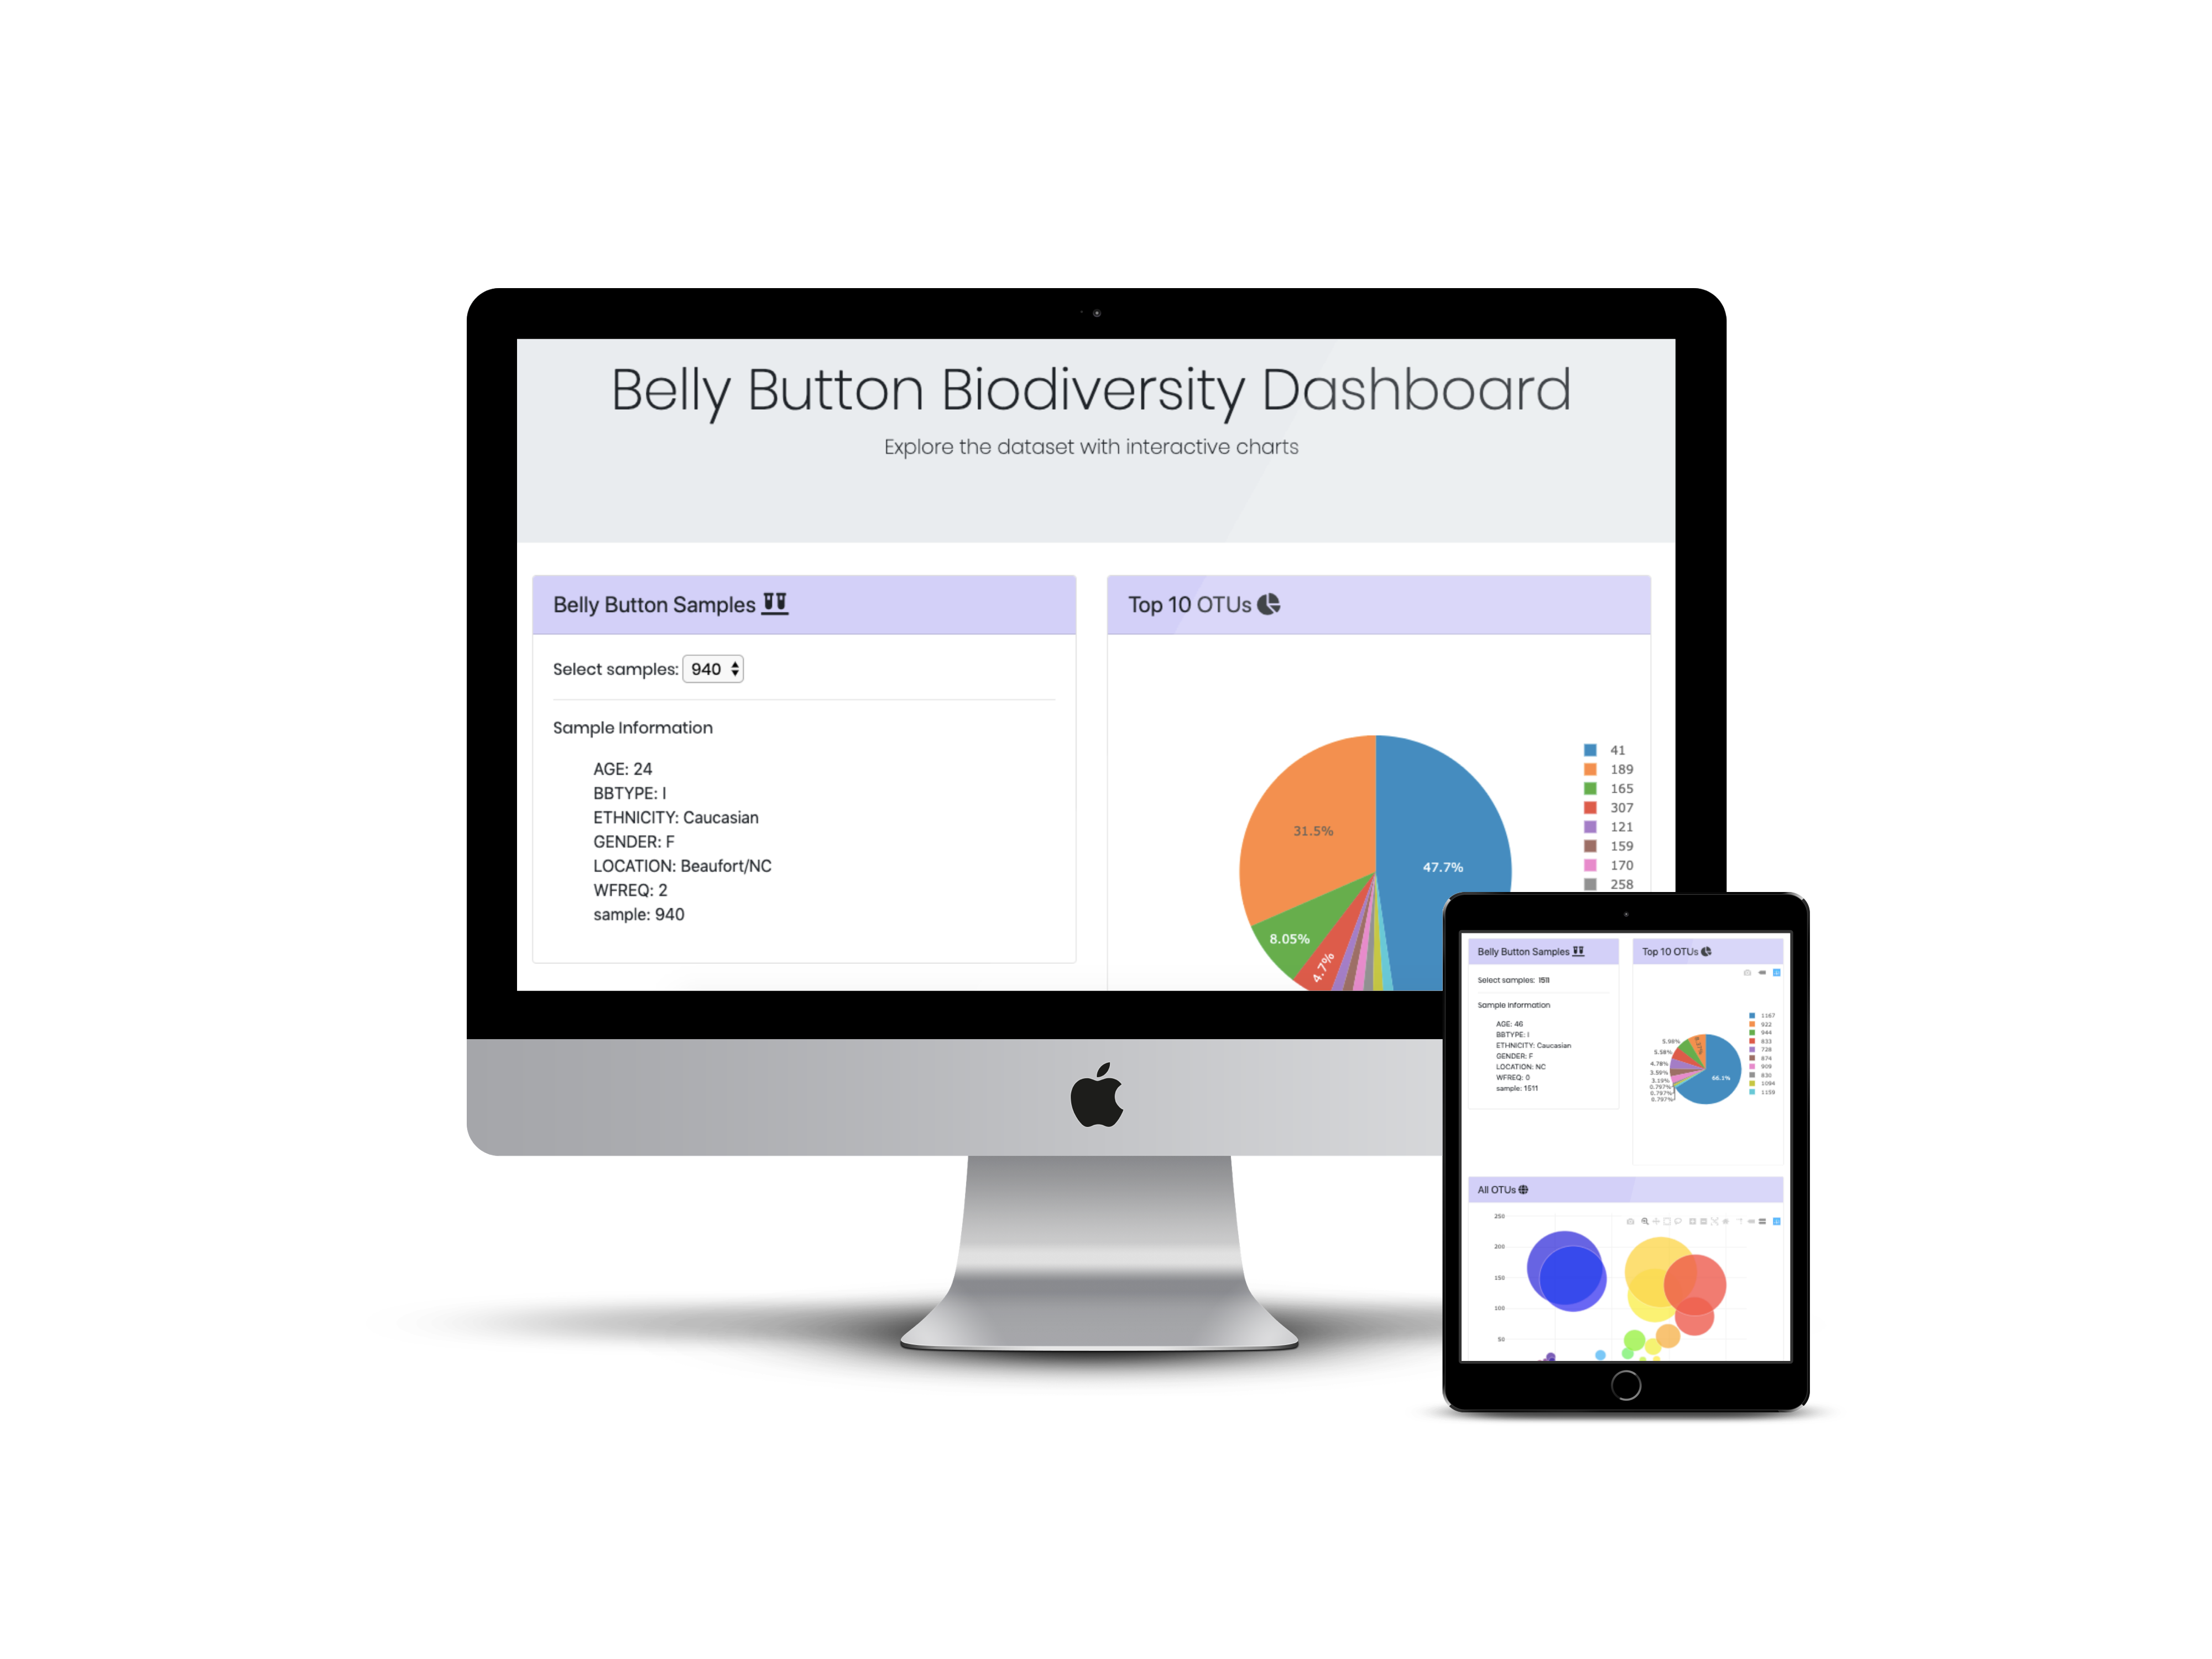 Belly Button Biodiversity Dashboard
Explore the dataset with interactive charts
Belly Button Samples
Select samples: 940
Sample Information
AGE: 24
BBTYPE: I
ETHNICITY: Caucasian
GENDER: F
LOCATION: Beaufort/NC
WFREQ: 2
sample: 940
Top 10 OTUs
31.5%
47.7%
8.05%
4.7%
41
189
165
307
121
159
170
258
Belly Button Samples
Select samples: 1511
Sample Information
AGE: 46
BBTYPE: I
ETHNICITY: Caucasian
GENDER: F
LOCATION: NC
WFREQ: 0
sample: 1511
Top 10 OTUs
5.98%
5.58%
4.78%
3.59%
3.19%
0.797%
0.797%
0.797%
66.1%
1167
922
944
833
728
874
909
830
1094
1159
All OTUs
250
200
150
100
50